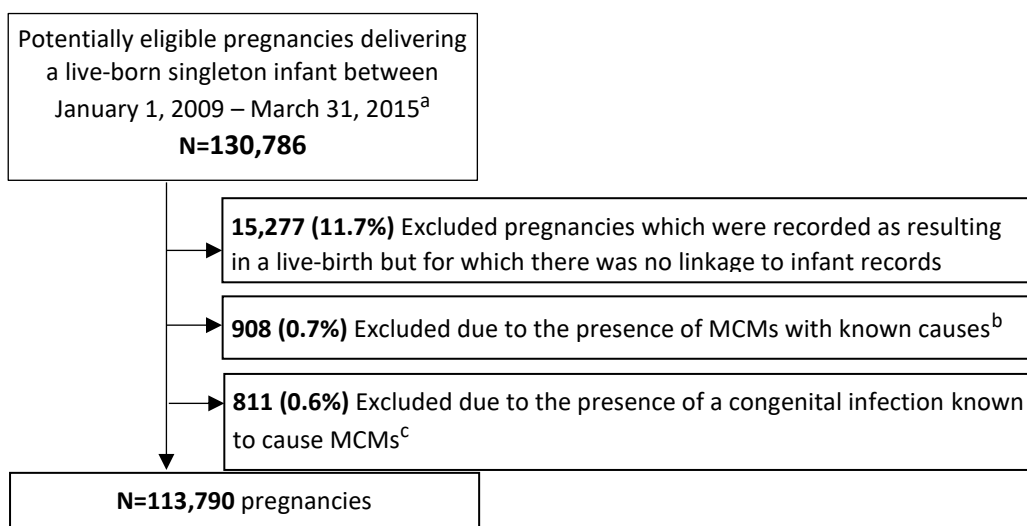 Potentially eligible pregnancies delivering
a live-born singleton infant between
January 1, 2009 – March 31, 2015a
N=130,786
15,277 (11.7%) Excluded pregnancies which were recorded as resulting
in a live-birth but for which there was no linkage to infant records
908 (0.7%) Excluded due to the presence of MCMs with known causesb
811 (0.6%) Excluded due to the presence of a congenital infection known
to cause MCMsc
N=113,790 pregnancies